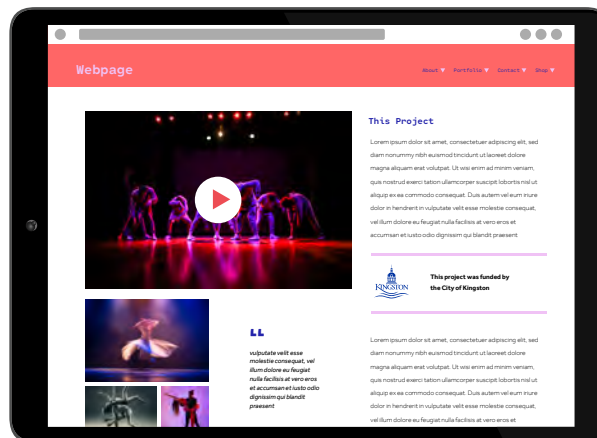 Webpage
About Portfolio Contact Shop
This Project
Lorem ipsum dolor sit amet, consectetuer adipiscing elit, sed
diam nonummy nibh euismod tincidunt ut laoreet dolore
magna aliquam erat volutpat. Ut wisi enim ad minim veniam,
quis nostrud exerci tation ullamcorper suscipit lobortis nisl ut
aliquip ex ea commodo consequat. Duis autem vel eum iriure
dolor in hendrerit in vulputate velit esse molestie consequat,
vel illum dolore eu feugiat nulla facilisis at vero eros et
accumsan et iusto odio dignissim qui blandit praesent
KINGSTON
This project was funded by
the City of Kingston
“
vulputate velit esse
molestie consequat, vel
illum dolore eu feugiat
nulla facilisis at vero eros
et accumsan et iusto odio
dignissim qui blandit
praesent
Lorem ipsum dolor sit amet, consectetuer adipiscing elit, sed
diam nonummy nibh euismod tincidunt ut laoreet dolore
magna aliquam erat volutpat. Ut wisi enim ad minim veniam,
quis nostrud exerci tation ullamcorper suscipit lobortis nisl ut
aliquip ex ea commodo consequat. Duis autem vel eum iriure
dolor in hendrerit in vulputate velit esse molestie consequat,
vel illum dolore eu feugiat nulla facilisis at vero eros et